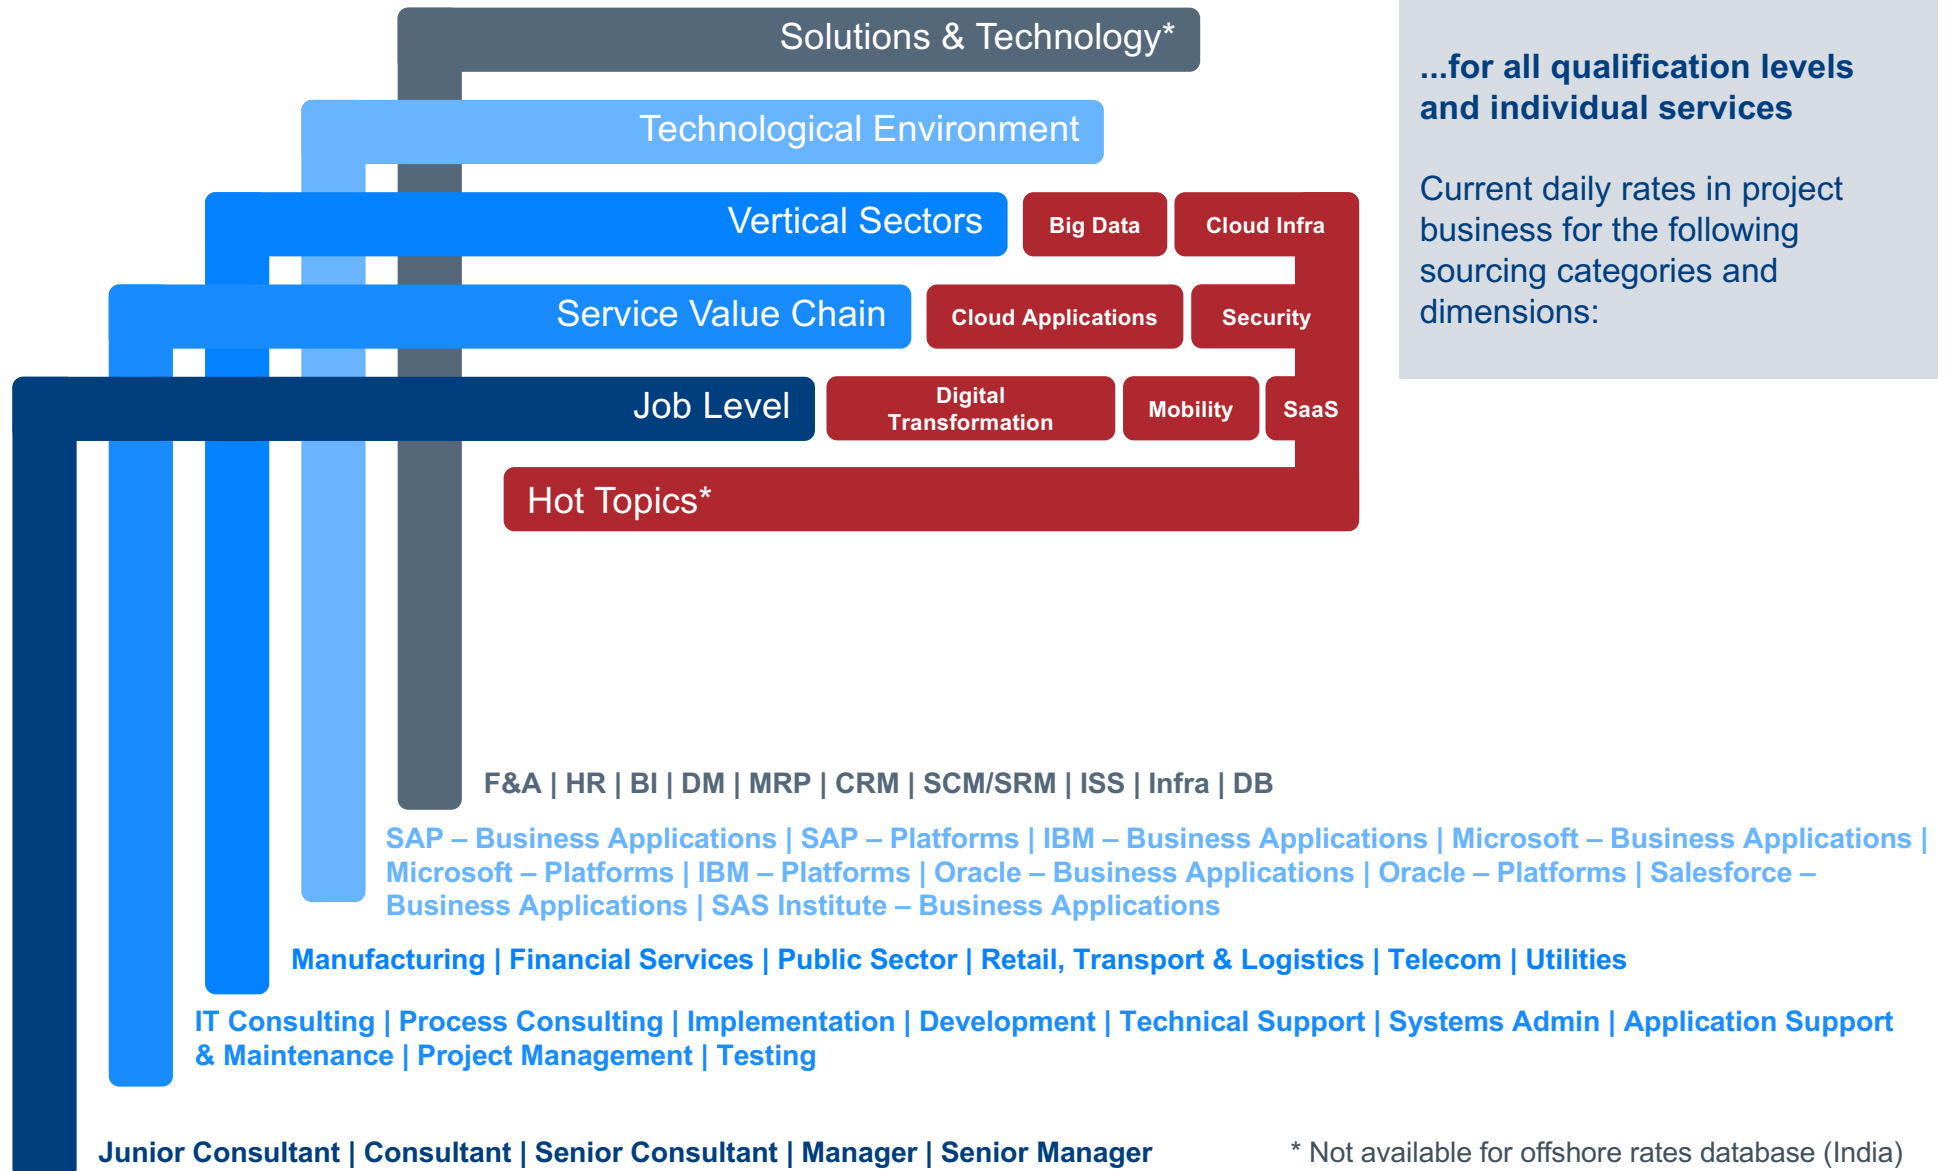 Solutions & Technology*
Technological Environment
Vertical Sectors
Big Data
Cloud Infra
Service Value Chain
Cloud Applications
Security
Job Level
Digital
Transformation
Mobility
SaaS
Hot Topics*
...for all qualification levels
and individual services
Current daily rates in project
business for the following
sourcing categories and
dimensions:
F&A | HR | BI | DM | MRP | CRM | SCM/SRM | ISS | Infra | DB
SAP – Business Applications | SAP – Platforms | IBM – Business Applications | Microsoft – Business Applications |
Microsoft – Platforms | IBM – Platforms | Oracle – Business Applications | Oracle – Platforms | Salesforce –
Business Applications | SAS Institute – Business Applications
Manufacturing | Financial Services | Public Sector | Retail, Transport & Logistics | Telecom | Utilities
IT Consulting | Process Consulting | Implementation | Development | Technical Support | Systems Admin | Application Support
& Maintenance | Project Management | Testing
Junior Consultant | Consultant | Senior Consultant | Manager | Senior Manager
* Not available for offshore rates database (India)